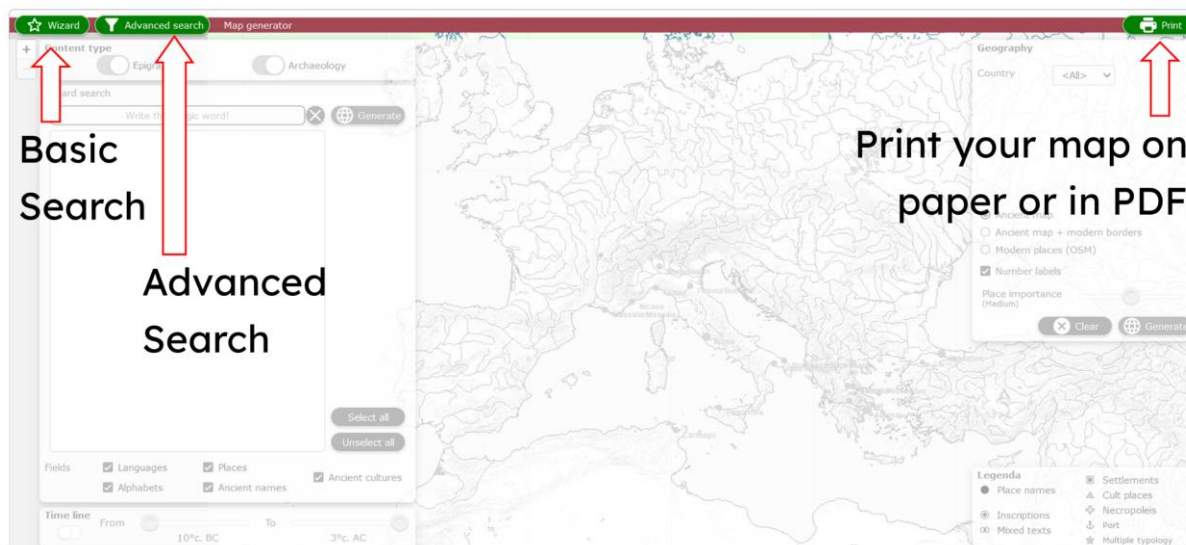 Wizard
Advanced search
Map generator
Print
Content type
Archaeology
Geography
Country
<All>
Generate
Basic
Search
Advanced
Search
Print your map on
paper or in PDF
Ancient map + modern borders
Modern places (OSM)
Number labels
Place importance
(Medium)
Clear
Generate
Select all
Unselect all
Fields
Languages
Places
Ancient cultures
Alphabets
Ancient names
Time line
From
To
10°c. BC
3°c. AC
Carthago
Legenda
Place names
Inscriptions
Mixed texts
Settlements
Cult places
Necropoleis
Port
Multiple typology